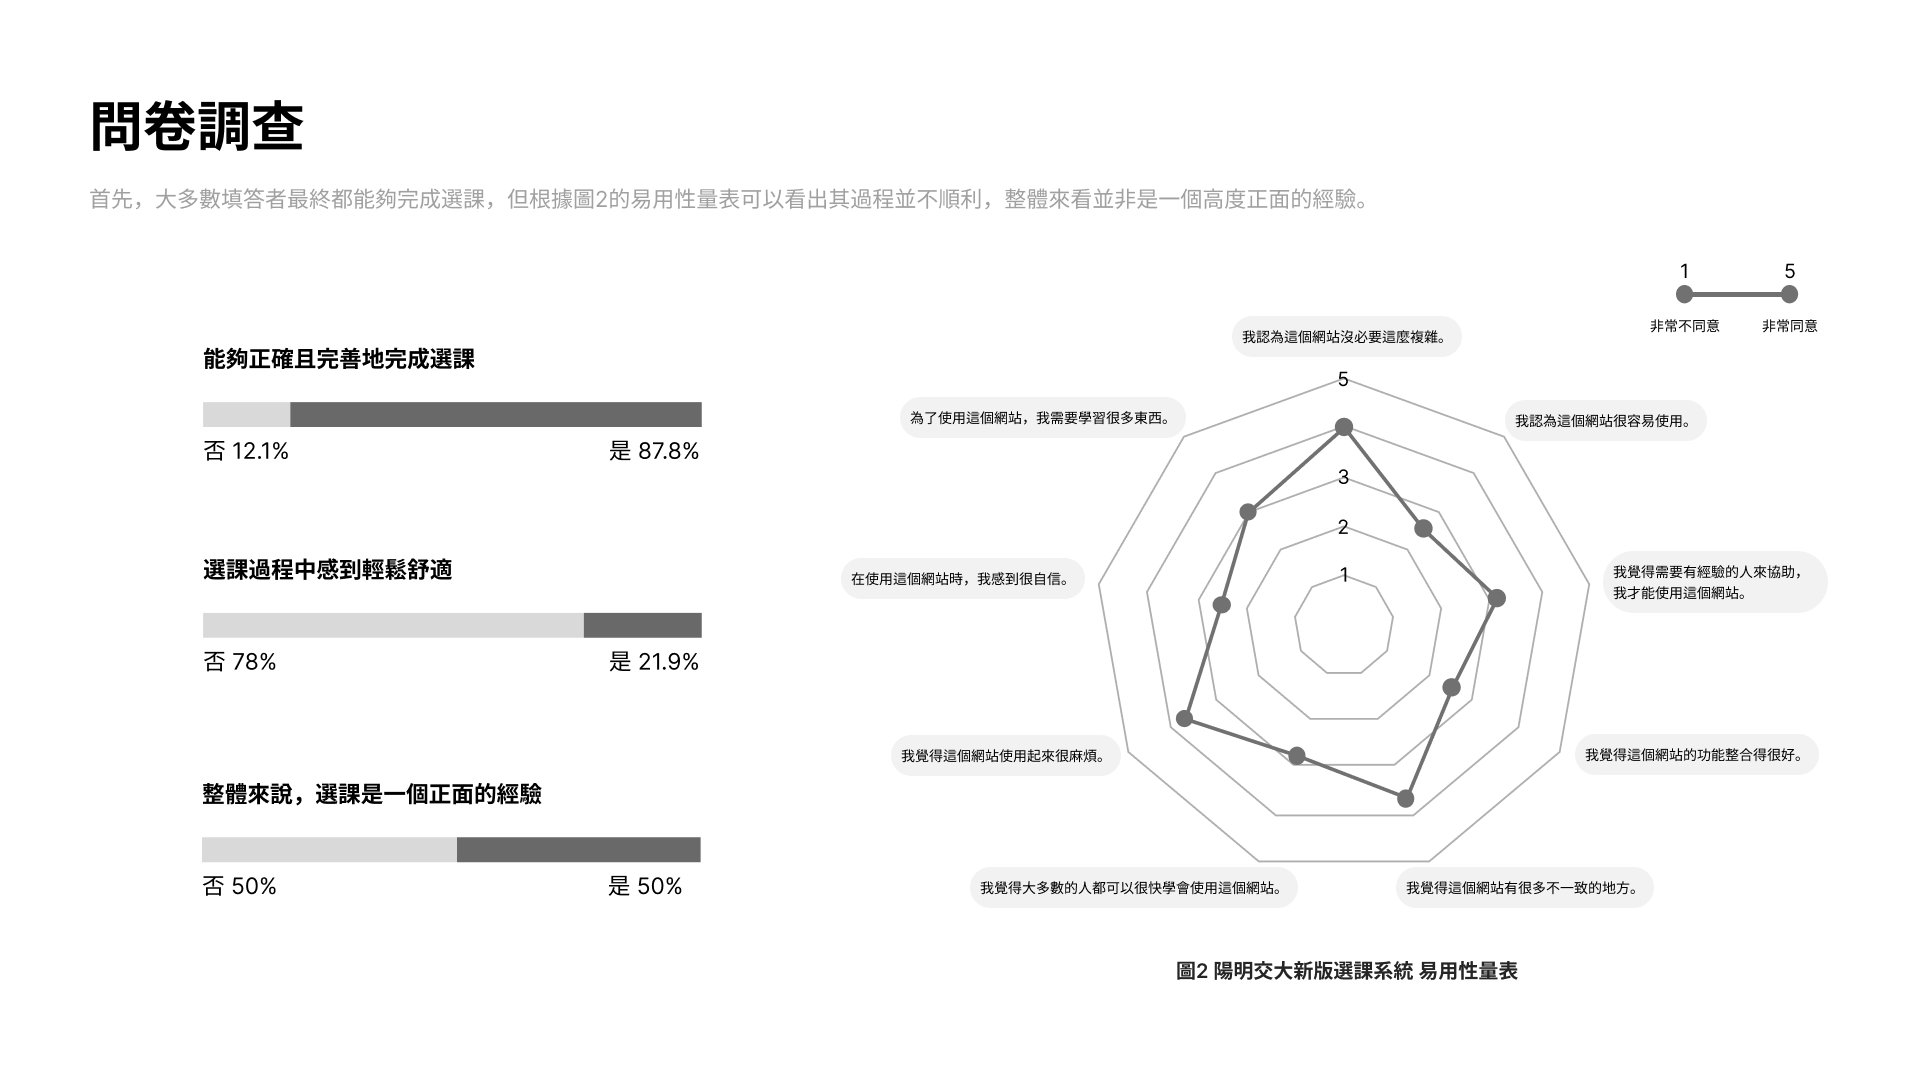 問卷調查
首先，大多數填答者最終都能夠完成選課，但根據圖2的易用性量表可以看出其過程並不順利，整體來看並非是一個高度正面的經驗。
能夠正確且完善地完成選課
否 12.1%
是 87.8%
選課過程中感到輕鬆舒適
否 78%
是 21.9%
整體來說，選課是一個正面的經驗
否 50%
是 50%
1
5
非常不同意
非常同意
我認為這個網站沒必要這麼複雜。
我認為這個網站很容易使用。
我覺得需要有經驗的人來協助，
我才能使用這個網站。
我覺得這個網站的功能整合得很好。
我覺得這個網站有很多不一致的地方。
我覺得大多數的人都可以很快學會使用這個網站。
我覺得這個網站使用起來很麻煩。
在使用這個網站時，我感到很自信。
為了使用這個網站，我需要學習很多東西。
5
3
2
1
圖2 陽明交大新版選課系統 易用性量表